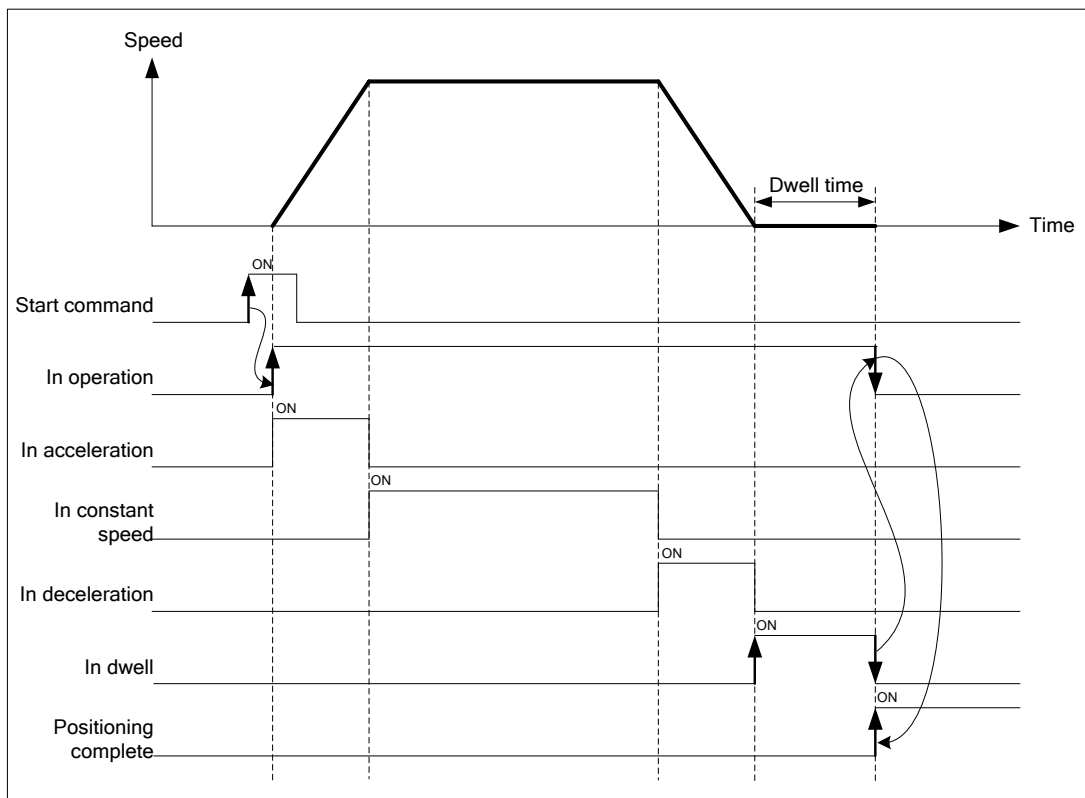 Speed
Dwell time
Time
ON
Start command
In operation
ON
In acceleration
ON
In constant
speed
ON
In deceleration
ON
In dwell
ON
Positioning
complete